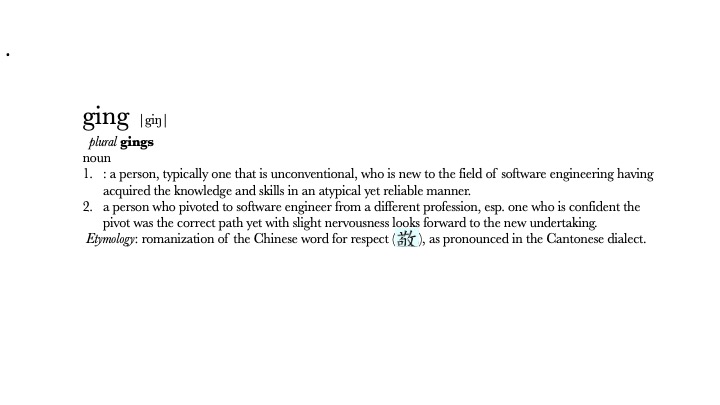 .
ging |giŋ|
plural gings
noun
1. : a person, typically one that is unconventional, who is new to the field of software engineering having
acquired the knowledge and skills in an atypical yet reliable manner.
2. a person who pivoted to software engineer from a different profession, esp. one who is confident the
pivot was the correct path yet with slight nervousness looks forward to the new undertaking.
Etymology: romanization of the Chinese word for respect (敬), as pronounced in the Cantonese dialect.